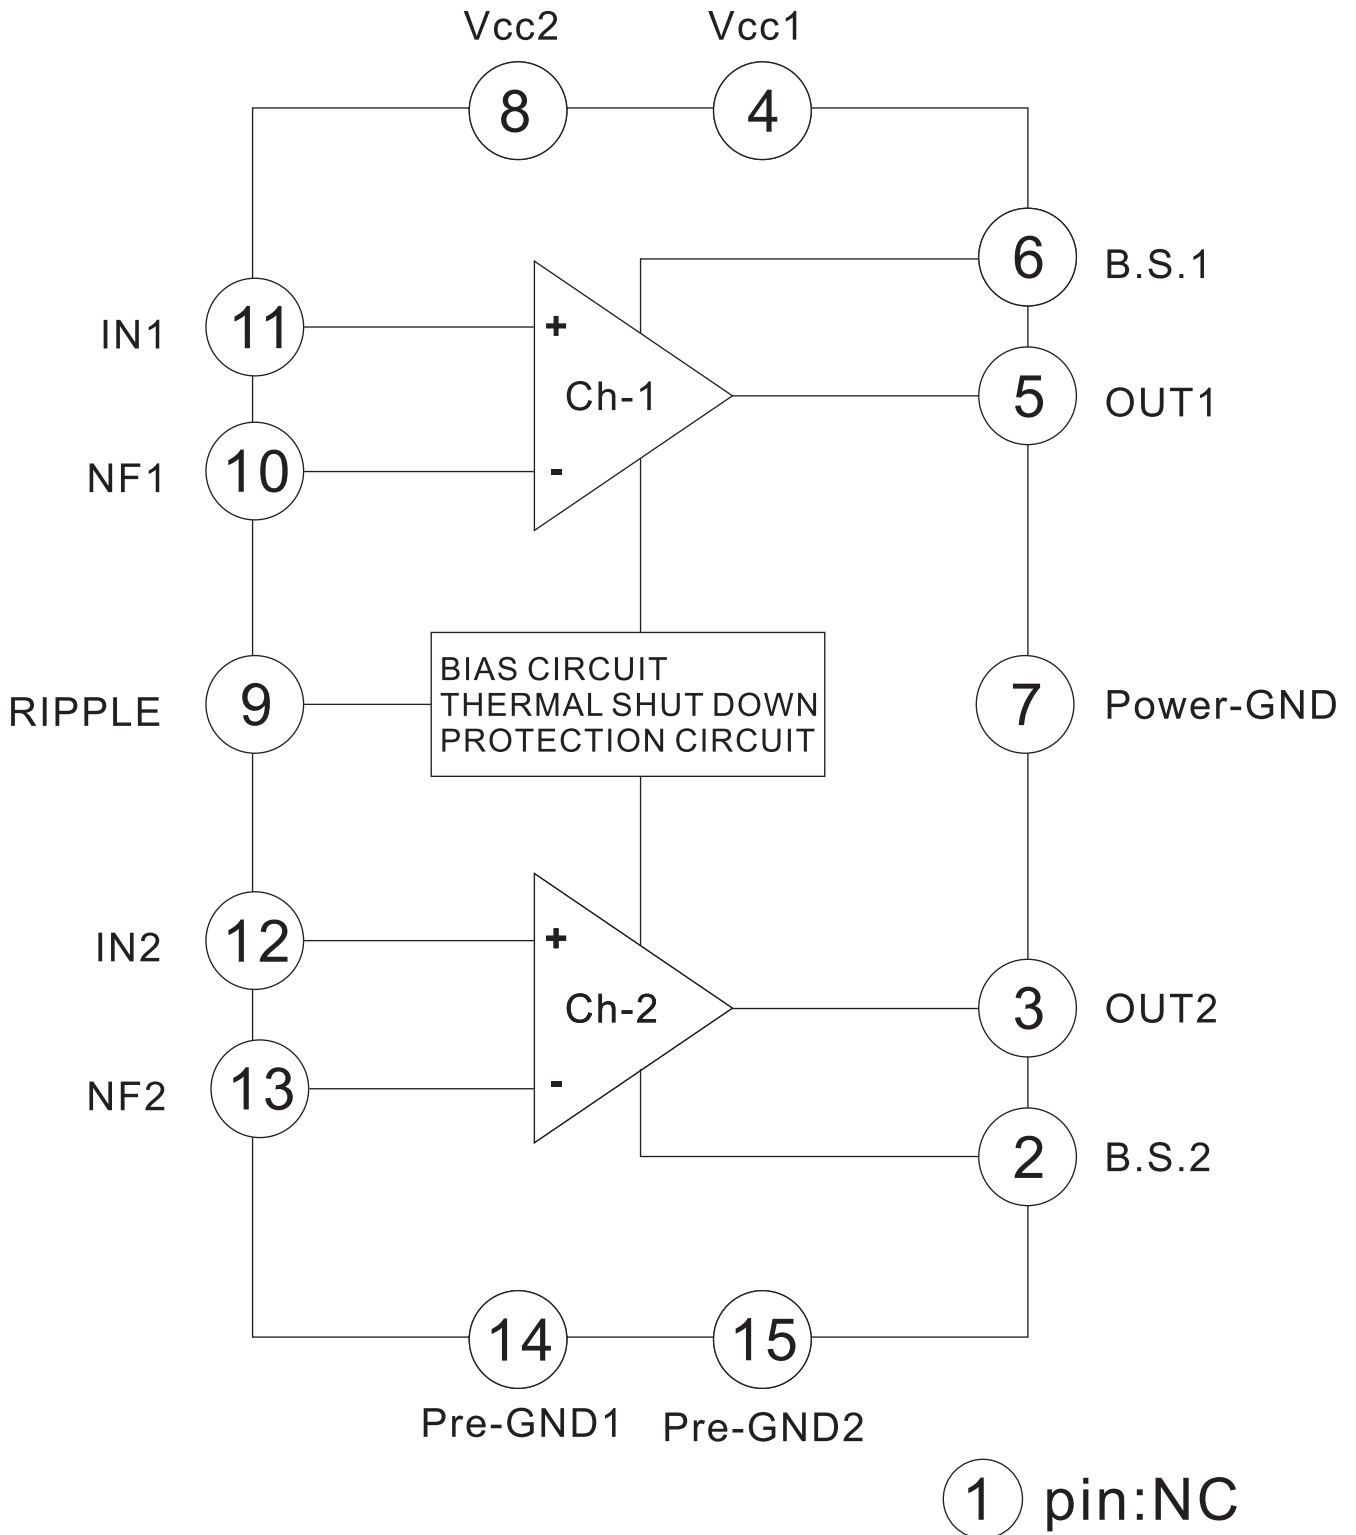 Vcc2 Vcc1
8 4
6 B.S.1
IN1 11 +
Ch-1 5 OUT1
NF1 10 -
BIAS CIRCUIT
RIPPLE 9 THERMAL SHUT DOWN 7 Power-GND
PROTECTION CIRCUIT
IN2 12 +
Ch-2 3 OUT2
NF2 13 -
2 B.S.2
14 15
Pre-GND1 Pre-GND2
1 pin:NC